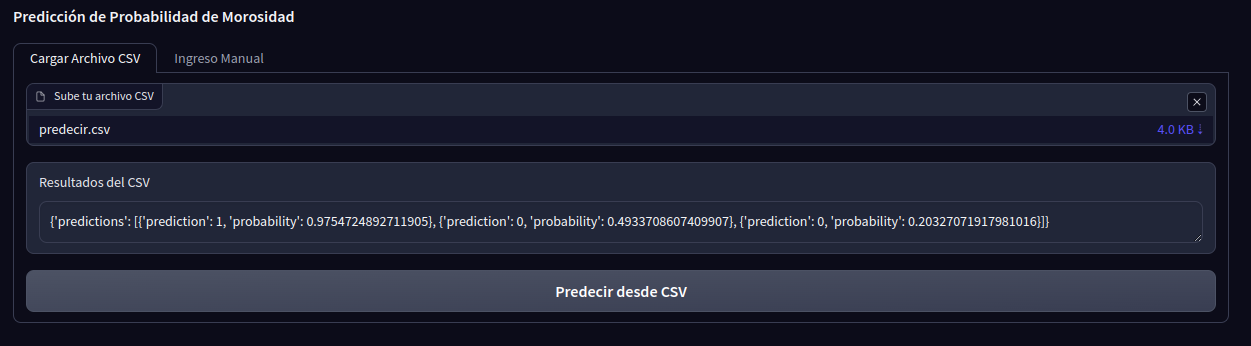 Predicción de Probabilidad de Morosidad
Cargar Archivo CSV
Ingreso Manual
Sube tu archivo CSV
predecir.csv
4.0 KB ↓
Resultados del CSV
{'predictions': [{'prediction': 1, 'probability': 0.9754724892711905}, {'prediction': 0, 'probability': 0.4933708607409907}, {'prediction': 0, 'probability': 0.20327071917981016}]}
Predecir desde CSV